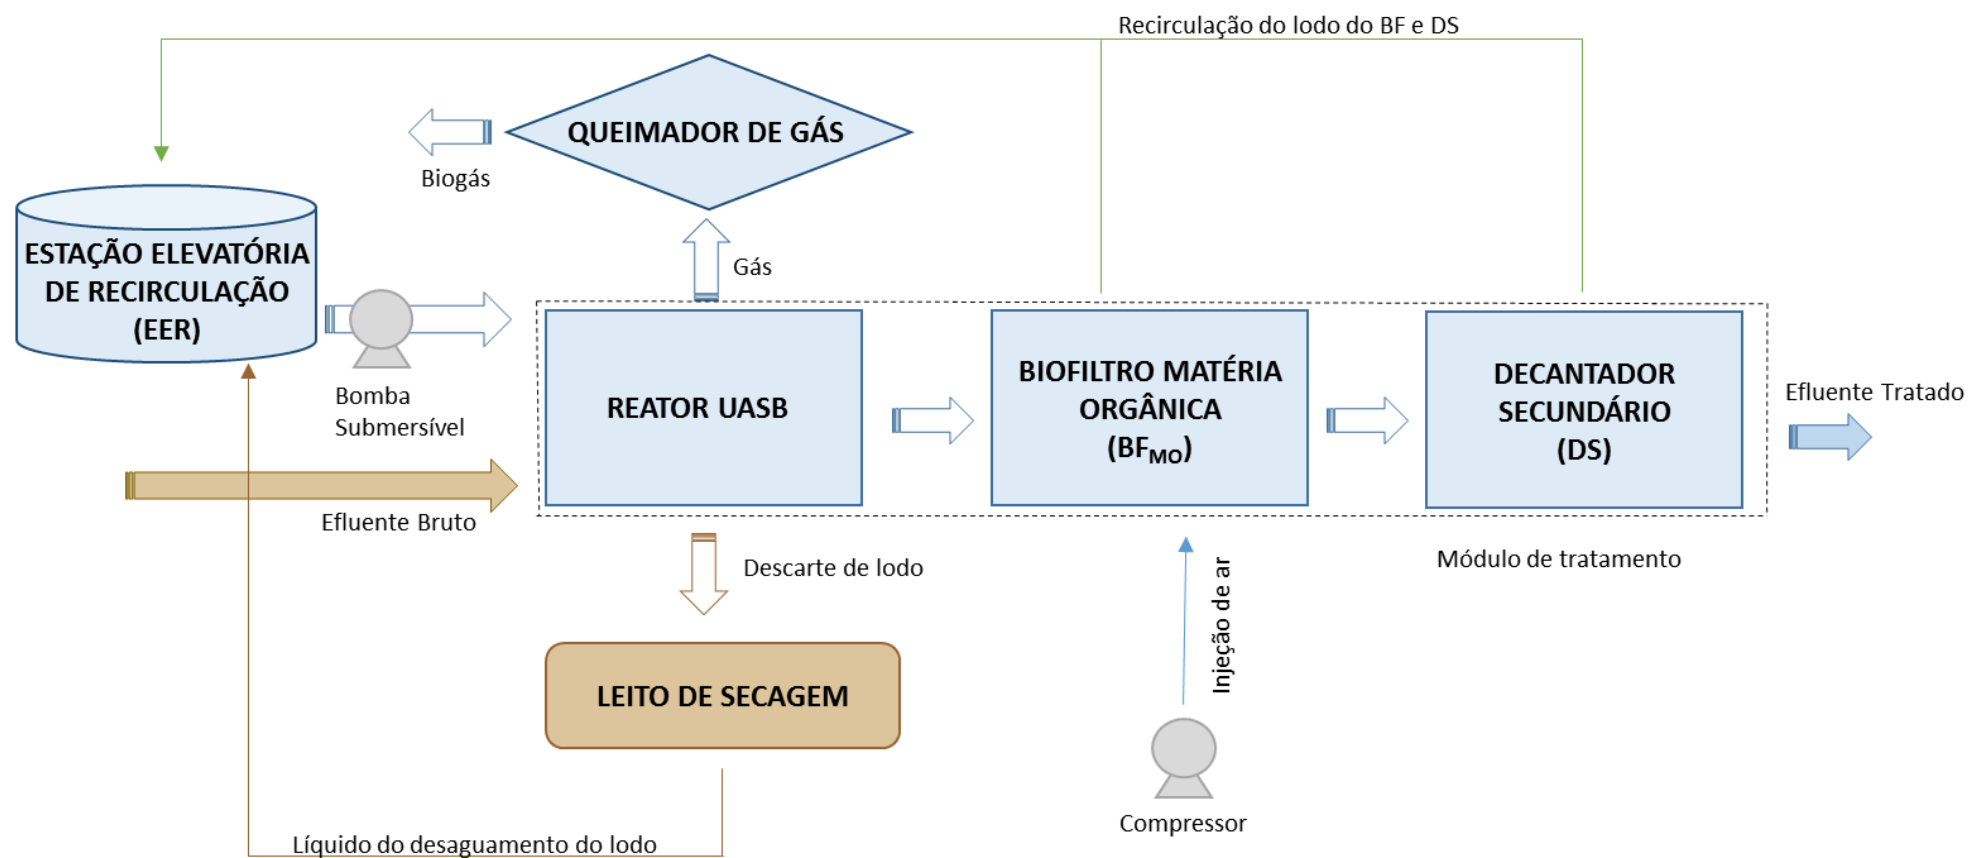 Recirculação do lodo do BF e DS
QUEIMADOR DE GÁS
Biogás
Gás
ESTAÇÃO ELEVATÓRIA
DE RECIRCULAÇÃO
(EER)
Bomba
Submersível
REATOR UASB
BIOFILTRO MATÉRIA
ORGÂNICA
(BFMO)
DECANTADOR
SECUNDÁRIO
(DS)
Efluente Tratado
Efluente Bruto
Descarte de lodo
Injeção de ar
Módulo de tratamento
LEITO DE SECAGEM
Compressor
Líquido do desaguamento do lodo